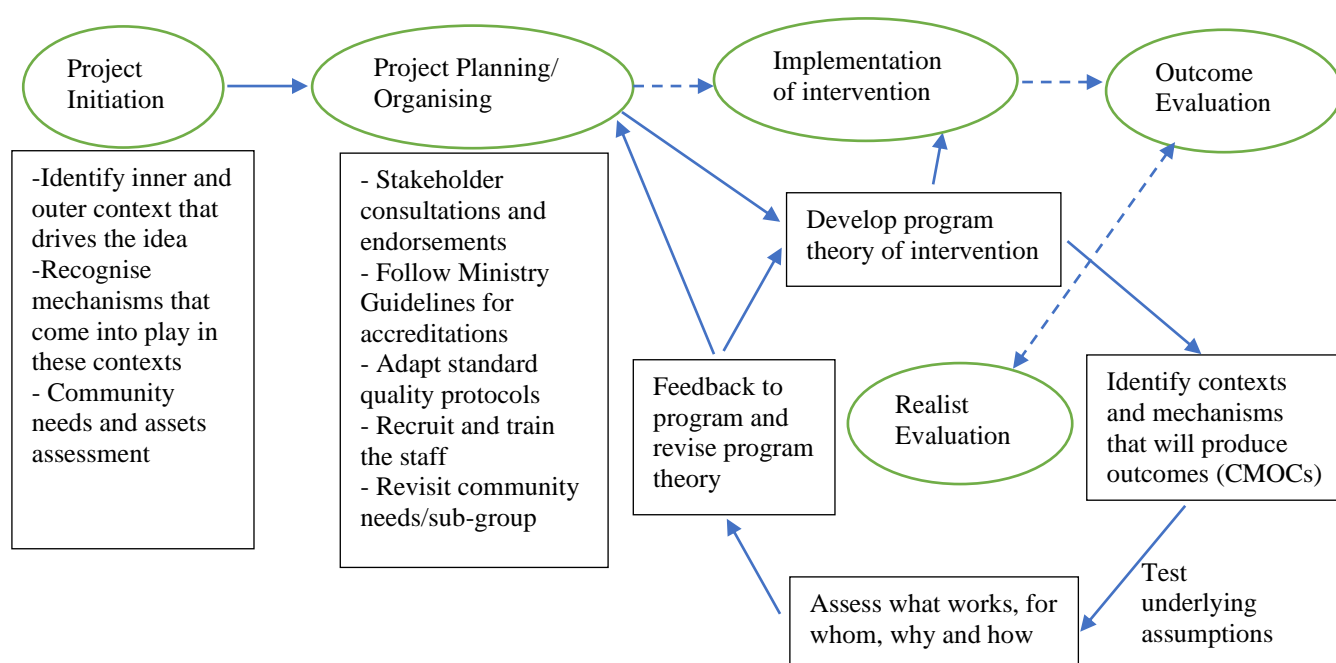 Project
Initiation
Project Planning/
Organising
Implementation
of intervention
Outcome
Evaluation
-Identify inner and
outer context that
drives the idea
-Recognise
mechanisms that
come into play in
these contexts
- Community
needs and assets
assessment
- Stakeholder
consultations and
endorsements
- Follow Ministry
Guidelines for
accreditations
- Adapt standard
quality protocols
- Recruit and train
the staff
- Revisit community
needs/sub-group
Develop program
theory of intervention
Feedback to
program and
revise program
theory
Realist
Evaluation
Identify contexts
and mechanisms
that will produce
outcomes (CMOCs)
Assess what works, for
whom, why and how
Test
underlying
assumptions